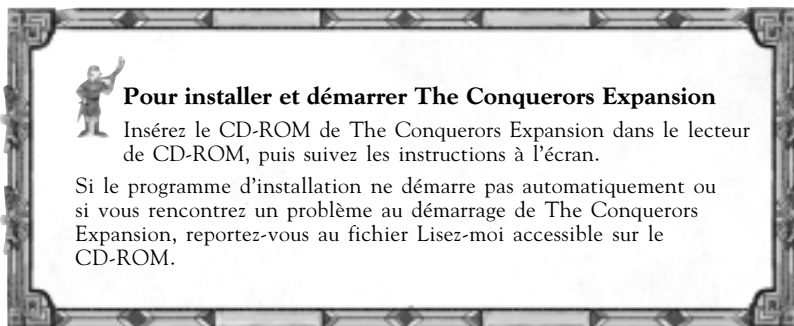 Pour installer et démarrer The Conquerors Expansion
Insérez le CD-ROM de The Conquerors Expansion dans le lecteur
de CD-ROM, puis suivez les instructions à l'écran.
Si le programme d'installation ne démarre pas automatiquement ou
si vous rencontrez un problème au démarrage de The Conquerors
Expansion, reportez-vous au fichier Lisez-moi accessible sur le
CD-ROM.